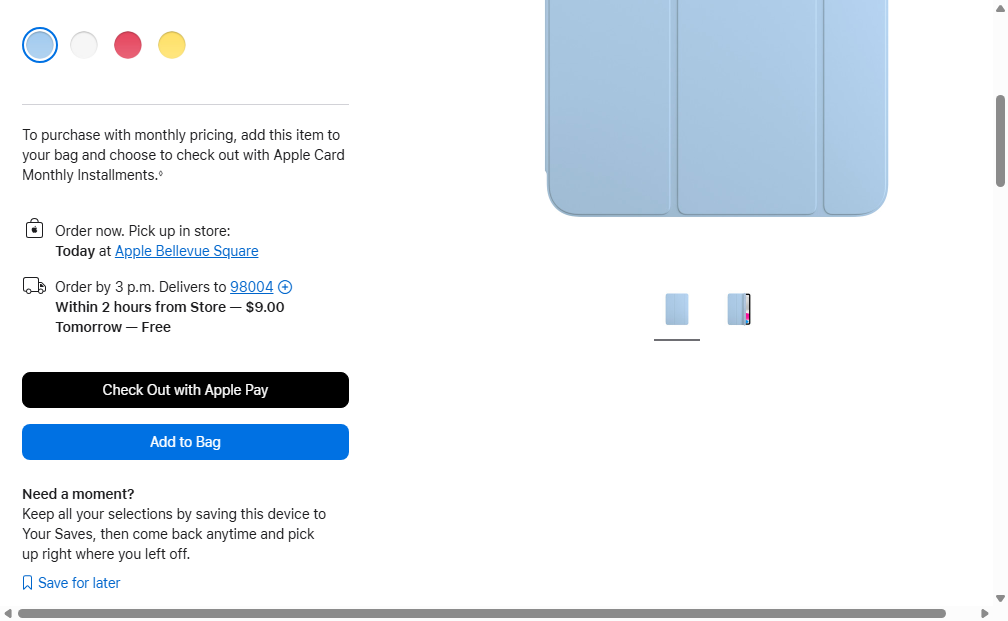 To purchase with monthly pricing, add this item to
your bag and choose to check out with Apple Card
Monthly Installments.◊
Order now. Pick up in store:
Today at Apple Bellevue Square
Order by 3 p.m. Delivers to 98004
Within 2 hours from Store — $9.00
Tomorrow — Free
Check Out with Apple Pay
Add to Bag
Need a moment?
Keep all your selections by saving this device to
Your Saves, then come back anytime and pick
up right where you left off.
Save for later